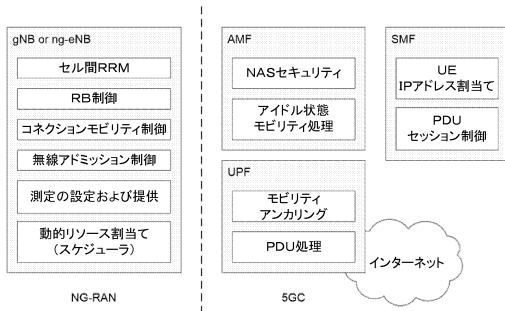 gNB or ng-eNB
セル間RRM
RB制御
コネクションモビリティ制御
無線アドミッション制御
測定の設定および提供
動的リソース割当て
(スケジューラ)
NG-RAN
AMF
NASセキュリティ
アイドル状態
モビリティ処理
UPF
モビリティ
アンカリング
PDU処理
5GC
SMF
UE
IPアドレス割当て
PDU
セッション制御
インターネット